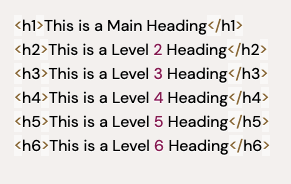 <h1>This is a Main Heading</h1>
<h2>This is a Level 2 Heading</h2>
<h3>This is a Level 3 Heading</h3>
<h4>This is a Level 4 Heading</h4>
<h5>This is a Level 5 Heading</h5>
<h6>This is a Level 6 Heading</h6>